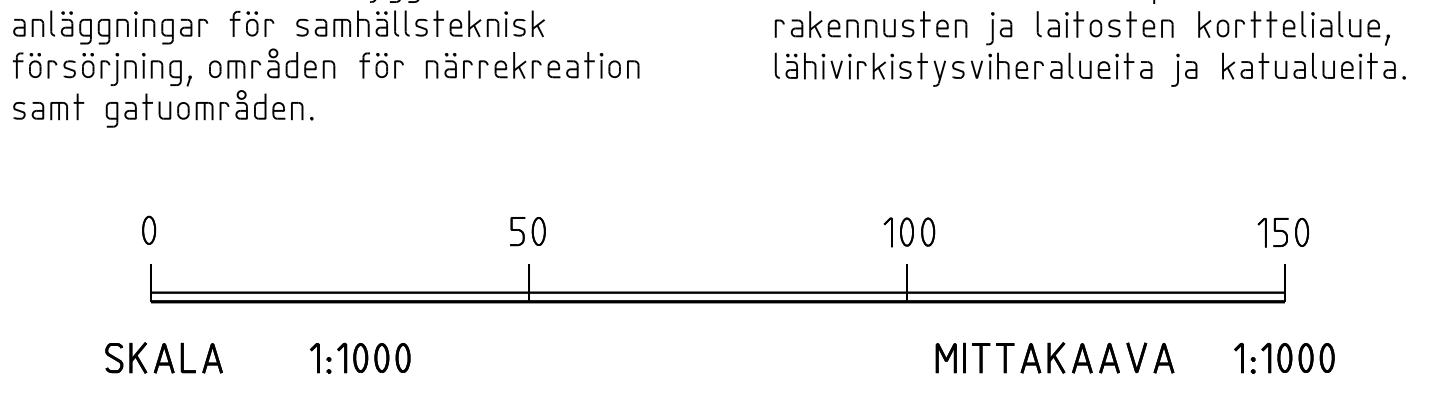 anläggningar för samhällsteknisk
försörjning, områden för närrekreation
samt gatuområden.
rakennusten ja laitosten korttelialue,
lähivirkistysviheralueita ja katualueita.
0 50 100 150
SKALA 1:1000 MITTAKAAVA 1:1000